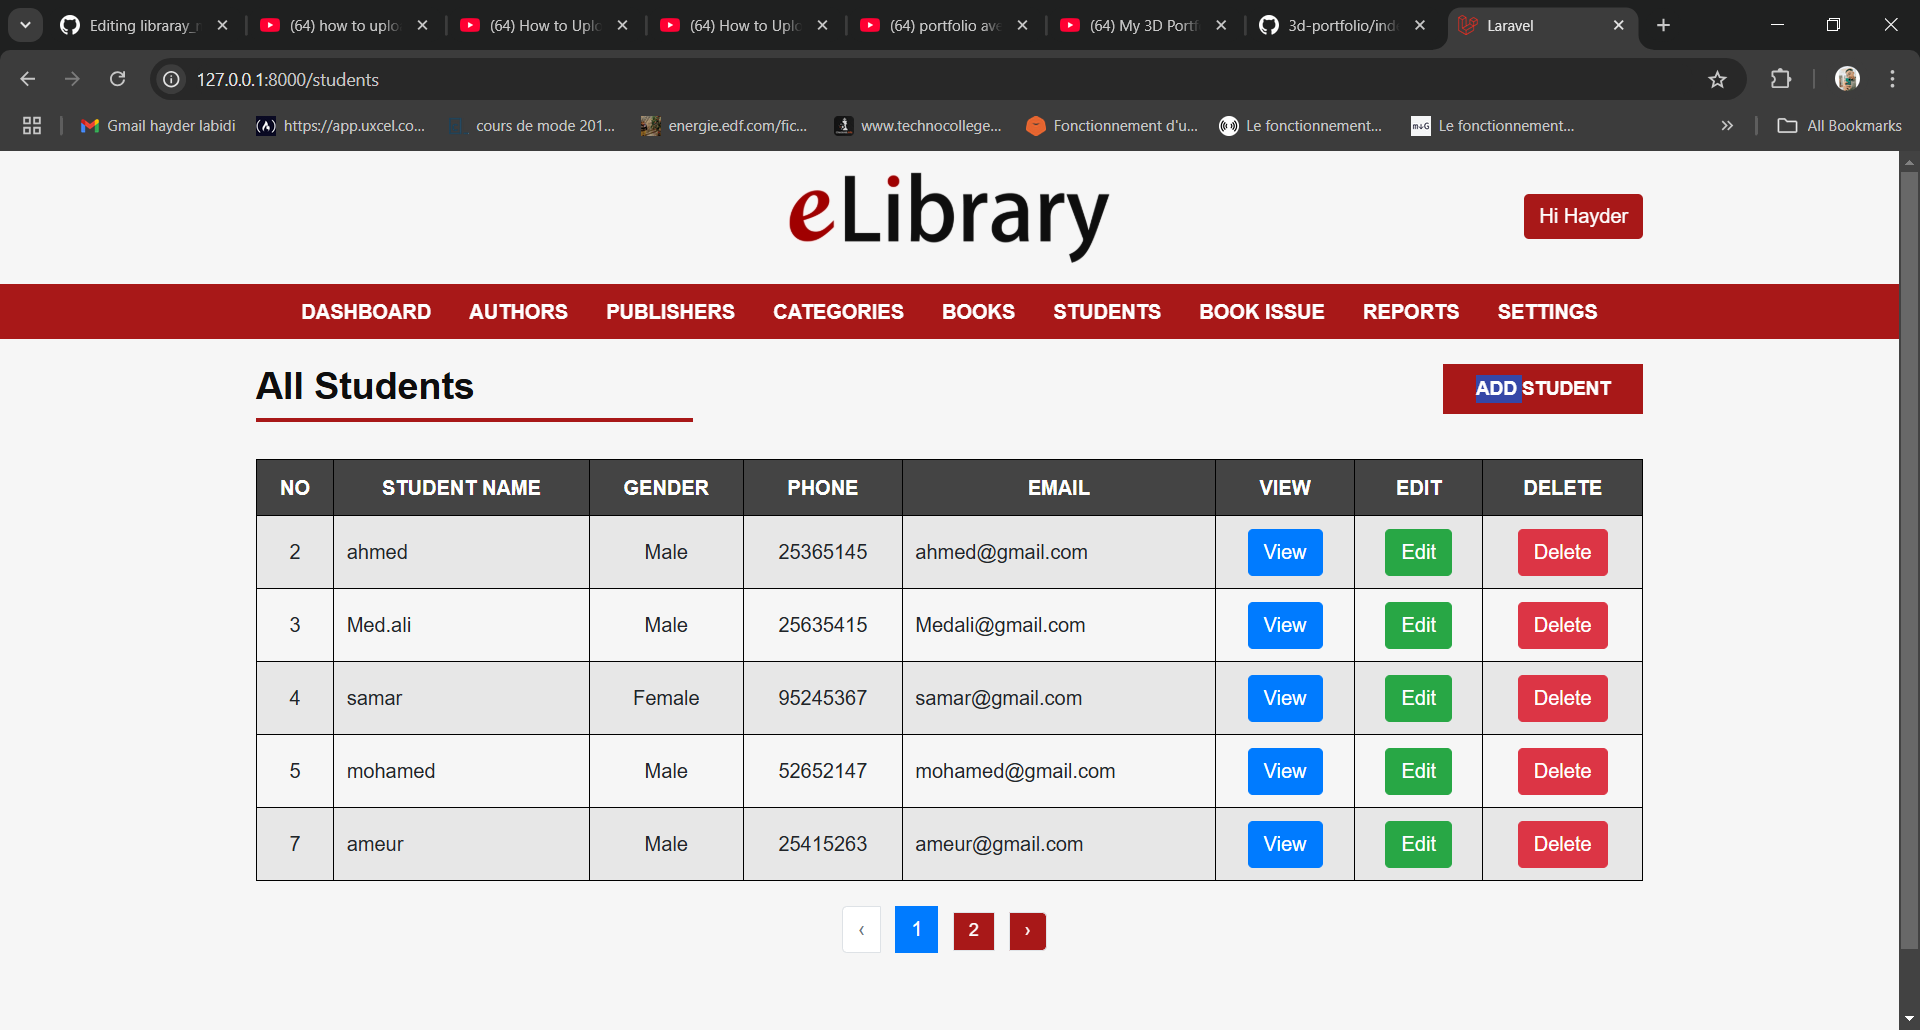 Editing libraray_
(64) how to uplo
(64) How to Uplo
(64) How to Uplo
(64) portfolio ave
(64) My 3D Portf
3d-portfolio/inde
Laravel
127.0.0.1:8000/students
Gmail hayder labidi
https://app.uxcel.co...
cours de mode 201...
energie.edf.com/fic...
www.technocollege...
Fonctionnement d'u...
Le fonctionnement...
Le fonctionnement...
All Bookmarks
eLibrary
Hi Hayder
DASHBOARD AUTHORS PUBLISHERS CATEGORIES BOOKS STUDENTS BOOK ISSUE REPORTS SETTINGS
All Students
ADD STUDENT
NO STUDENT NAME GENDER PHONE EMAIL VIEW EDIT DELETE
2 ahmed Male 25365145 ahmed@gmail.com View Edit Delete
3 Med.ali Male 25635415 Medali@gmail.com View Edit Delete
4 samar Female 95245367 samar@gmail.com View Edit Delete
5 mohamed Male 52652147 mohamed@gmail.com View Edit Delete
7 ameur Male 25415263 ameur@gmail.com View Edit Delete
‹ 1 2 ›